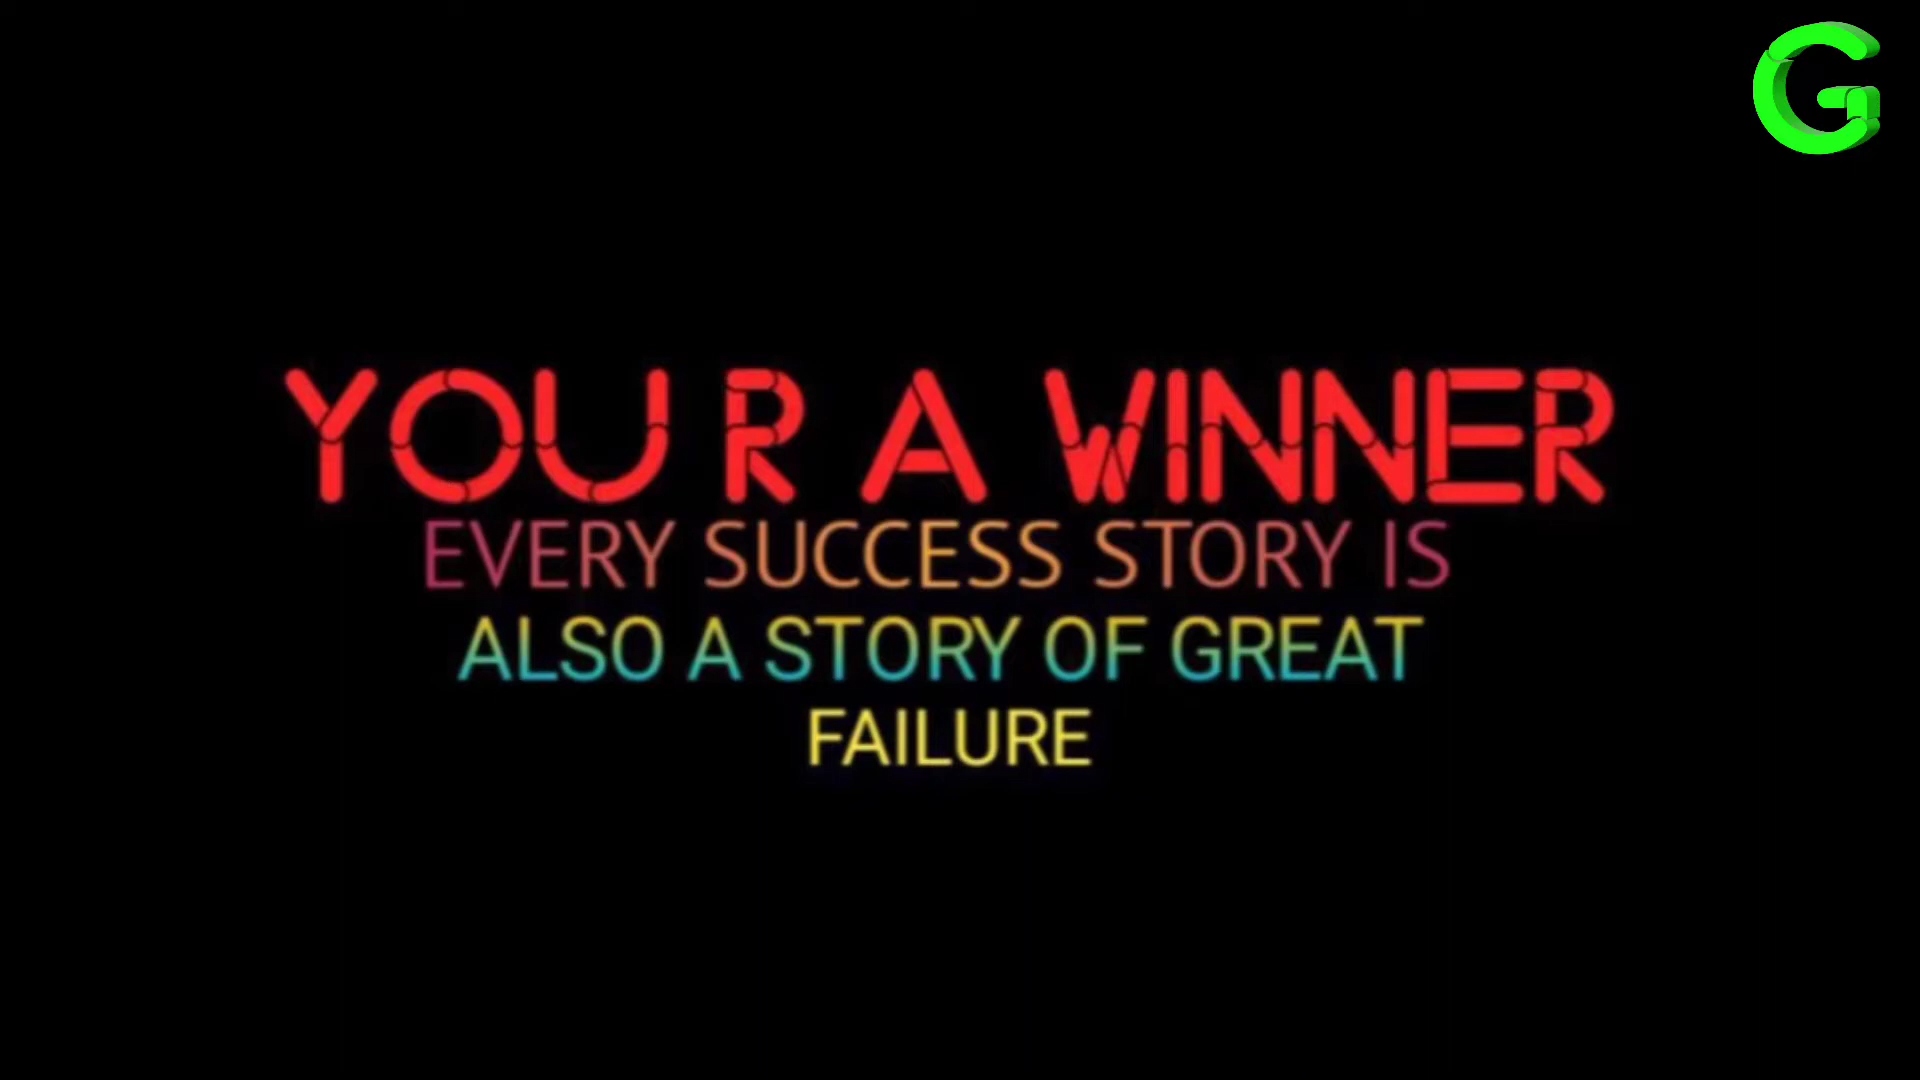 G
YOU R A WINNER
EVERY SUCCESS STORY IS
ALSO A STORY OF GREAT
FAILURE